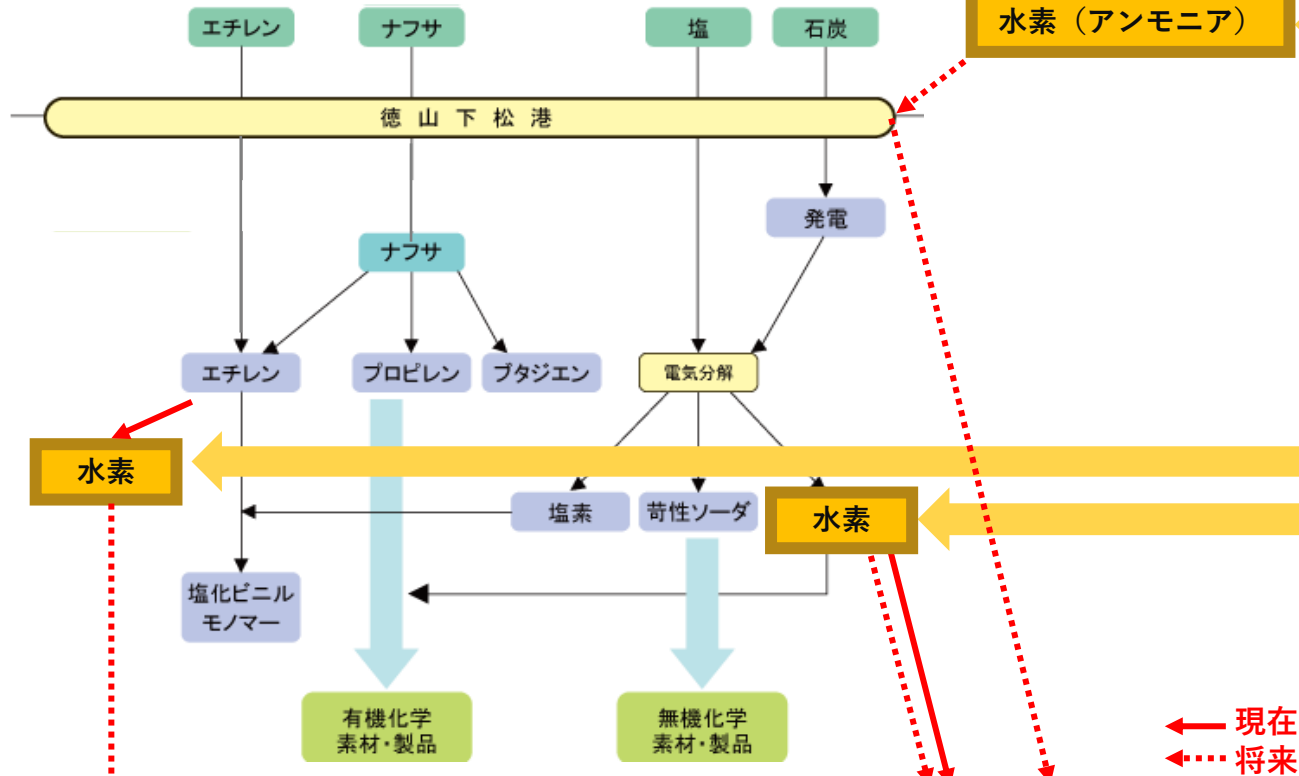 エチレン
ナフサ
塩
石炭
水素（アンモニア）
徳山下松港
発電
ナフサ
エチレン
プロピレン
ブタジエン
電気分解
水素
塩素
苛性ソーダ
水素
塩化ビニル
モノマー
有機化学
素材・製品
無機化学
素材・製品
現在
将来